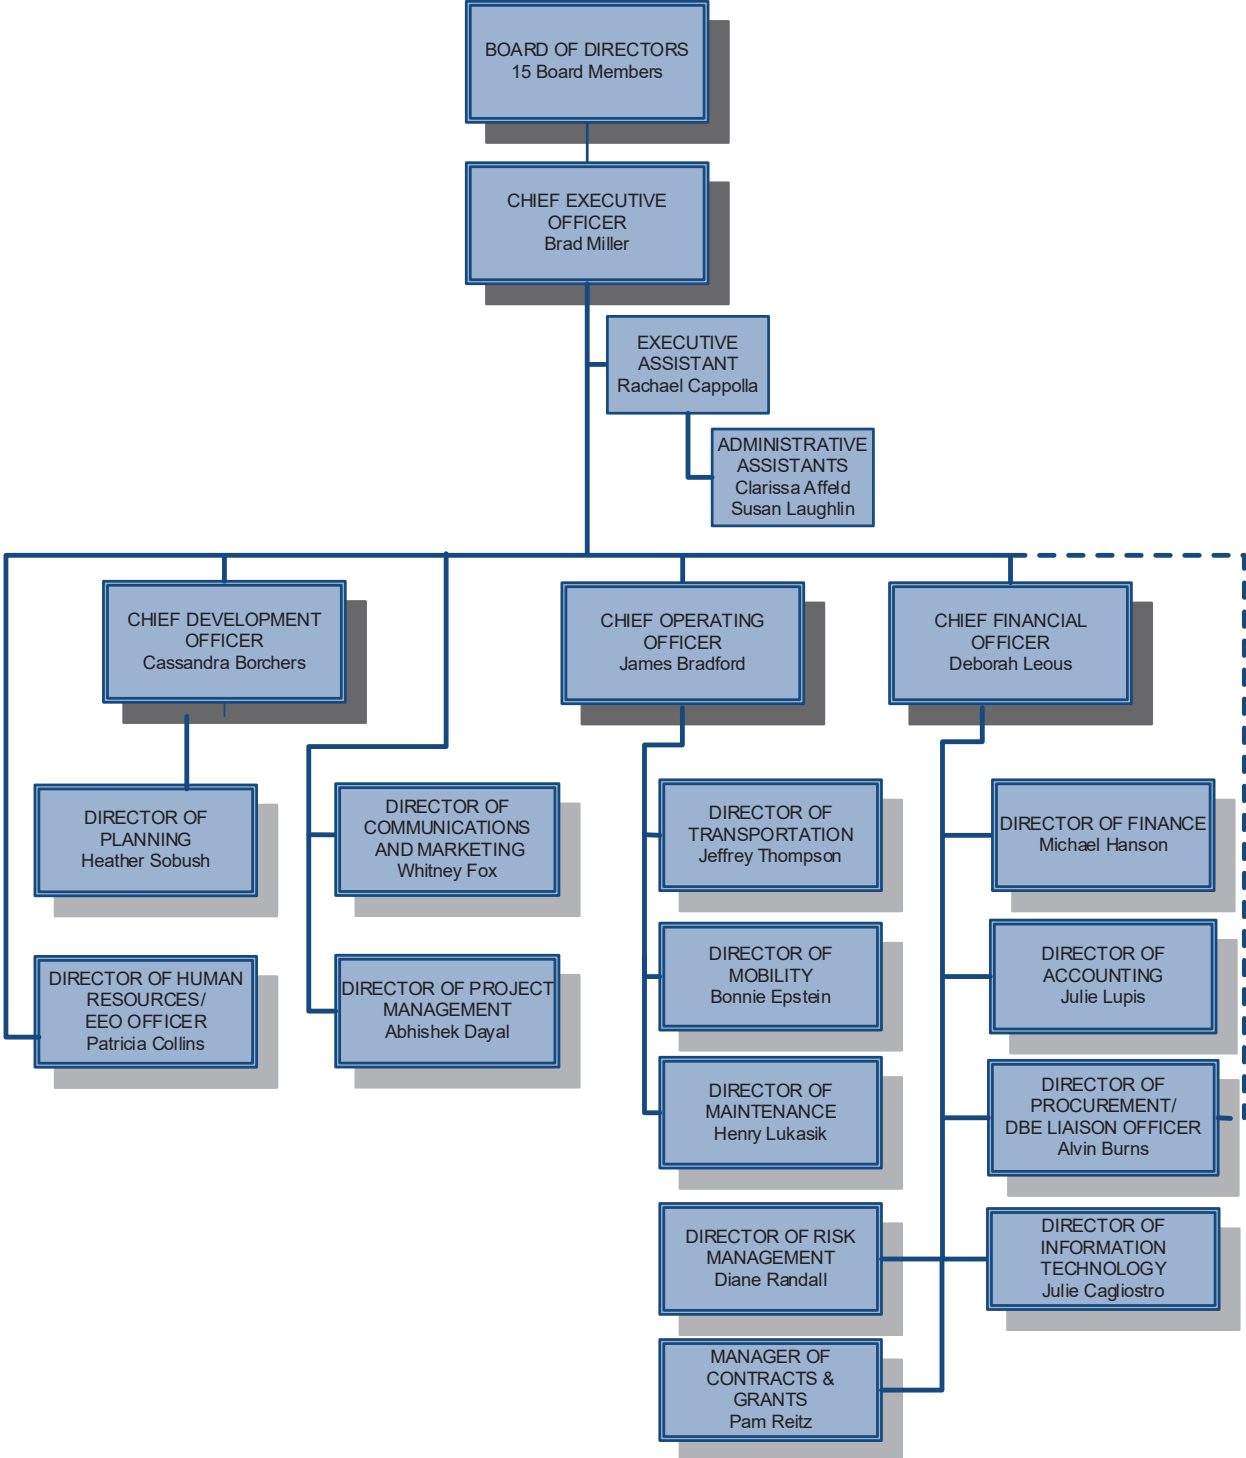 BOARD OF DIRECTORS
15 Board Members
CHIEF EXECUTIVE
OFFICER
Brad Miller
EXECUTIVE
ASSISTANT
Rachael Cappolla
ADMINISTRATIVE
ASSISTANTS
Clarissa Affeld
Susan Laughlin
CHIEF DEVELOPMENT
OFFICER
Cassandra Borchers
CHIEF OPERATING
OFFICER
James Bradford
CHIEF FINANCIAL
OFFICER
Deborah Leous
DIRECTOR OF
PLANNING
Heather Sobush
DIRECTOR OF
COMMUNICATIONS
AND MARKETING
Whitney Fox
DIRECTOR OF
TRANSPORTATION
Jeffrey Thompson
DIRECTOR OF FINANCE
Michael Hanson
DIRECTOR OF HUMAN
RESOURCES/
EEO OFFICER
Patricia Collins
DIRECTOR OF PROJECT
MANAGEMENT
Abhishek Dayal
DIRECTOR OF
MOBILITY
Bonnie Epstein
DIRECTOR OF
ACCOUNTING
Julie Lupis
DIRECTOR OF
MAINTENANCE
Henry Lukasik
DIRECTOR OF
PROCUREMENT/
DBE LIAISON OFFICER
Alvin Burns
DIRECTOR OF RISK
MANAGEMENT
Diane Randall
DIRECTOR OF
INFORMATION
TECHNOLOGY
Julie Cagliostro
MANAGER OF
CONTRACTS &
GRANTS
Pam Reitz